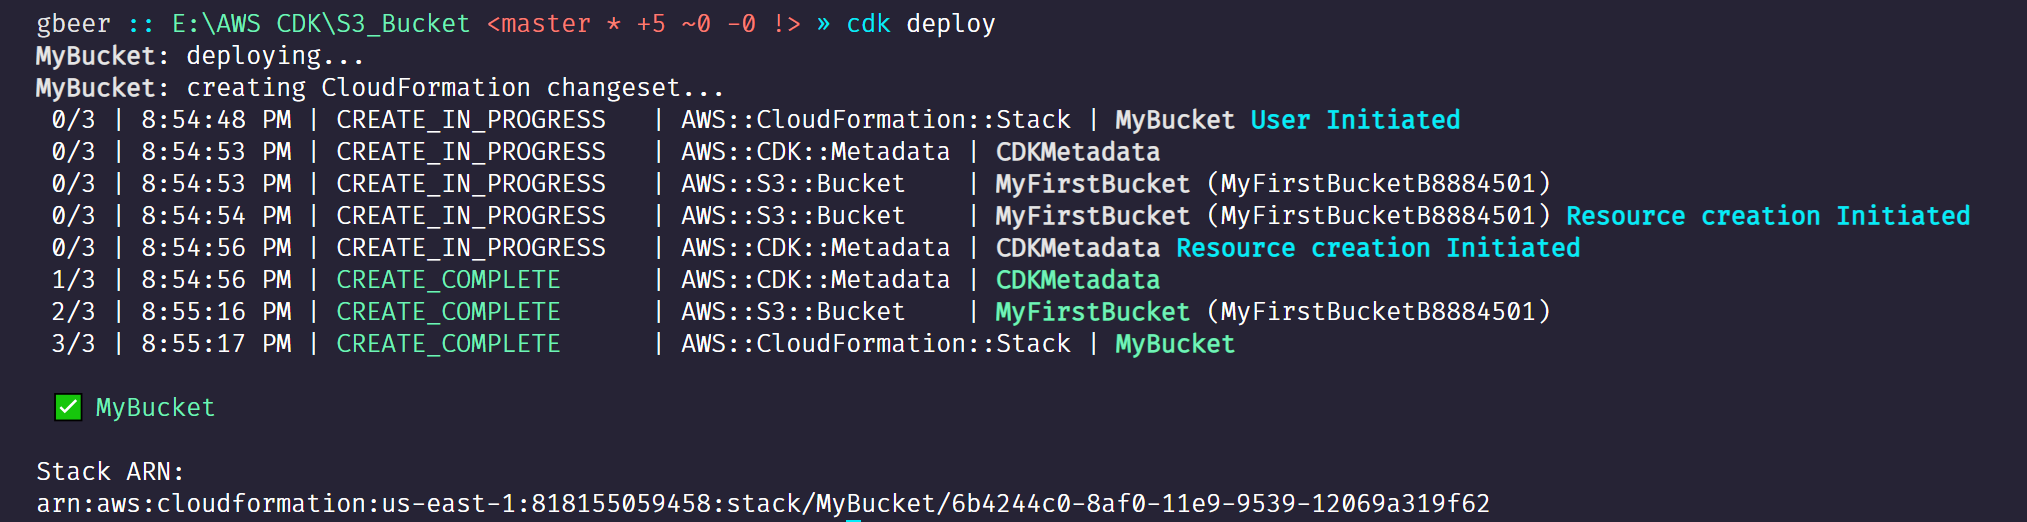 gbeer :: E:\AWS CDK\S3_Bucket <master * +5 ~0 -0 !> » cdk deploy
MyBucket: deploying...
MyBucket: creating CloudFormation changeset...
0/3 | 8:54:48 PM | CREATE_IN_PROGRESS   | AWS::CloudFormation::Stack | MyBucket User Initiated
0/3 | 8:54:53 PM | CREATE_IN_PROGRESS   | AWS::CDK::Metadata | CDKMetadata
0/3 | 8:54:53 PM | CREATE_IN_PROGRESS   | AWS::S3::Bucket    | MyFirstBucket (MyFirstBucketB8884501)
0/3 | 8:54:54 PM | CREATE_IN_PROGRESS   | AWS::S3::Bucket    | MyFirstBucket (MyFirstBucketB8884501) Resource creation Initiated
0/3 | 8:54:56 PM | CREATE_IN_PROGRESS   | AWS::CDK::Metadata | CDKMetadata Resource creation Initiated
1/3 | 8:54:56 PM | CREATE_COMPLETE      | AWS::CDK::Metadata | CDKMetadata
2/3 | 8:55:16 PM | CREATE_COMPLETE      | AWS::S3::Bucket    | MyFirstBucket (MyFirstBucketB8884501)
3/3 | 8:55:17 PM | CREATE_COMPLETE      | AWS::CloudFormation::Stack | MyBucket
✅ MyBucket
Stack ARN:
arn:aws:cloudformation:us-east-1:818155059458:stack/MyBucket/6b4244c0-8af0-11e9-9539-12069a319f62